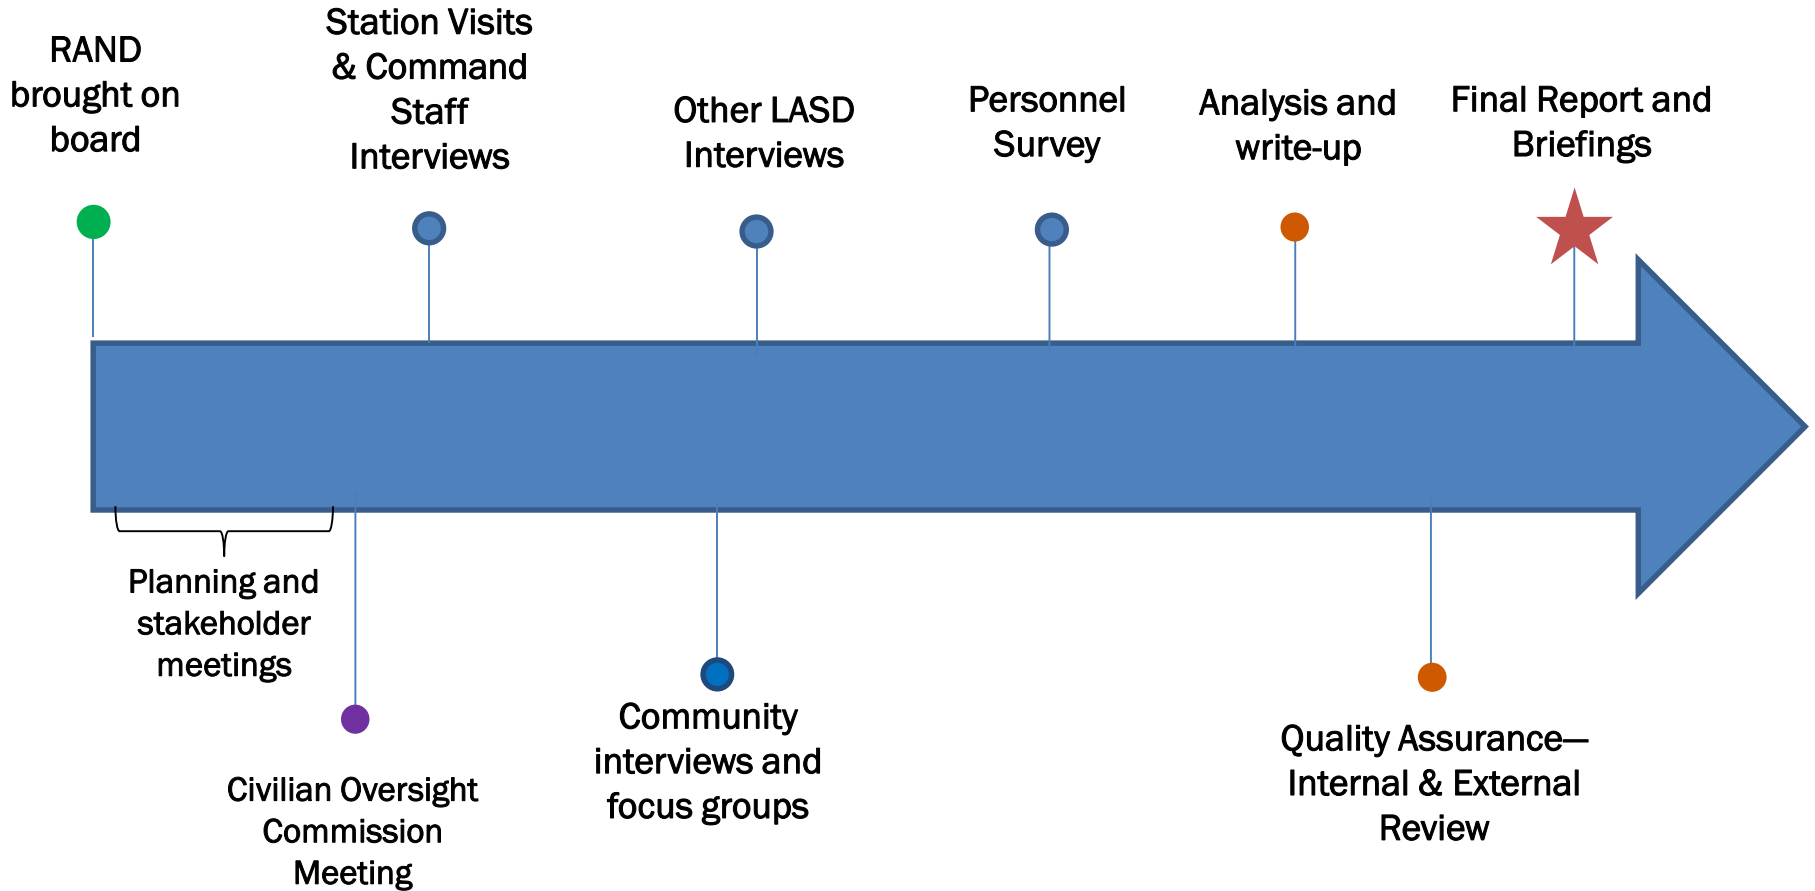 RAND
brought on
board
Station Visits
& Command
Staff
Interviews
Other LASD
Interviews
Personnel
Survey
Analysis and
write-up
Final Report and
Briefings
Planning and
stakeholder
meetings
Civilian Oversight
Commission
Meeting
Community
interviews and
focus groups
Quality Assurance—
Internal & External
Review